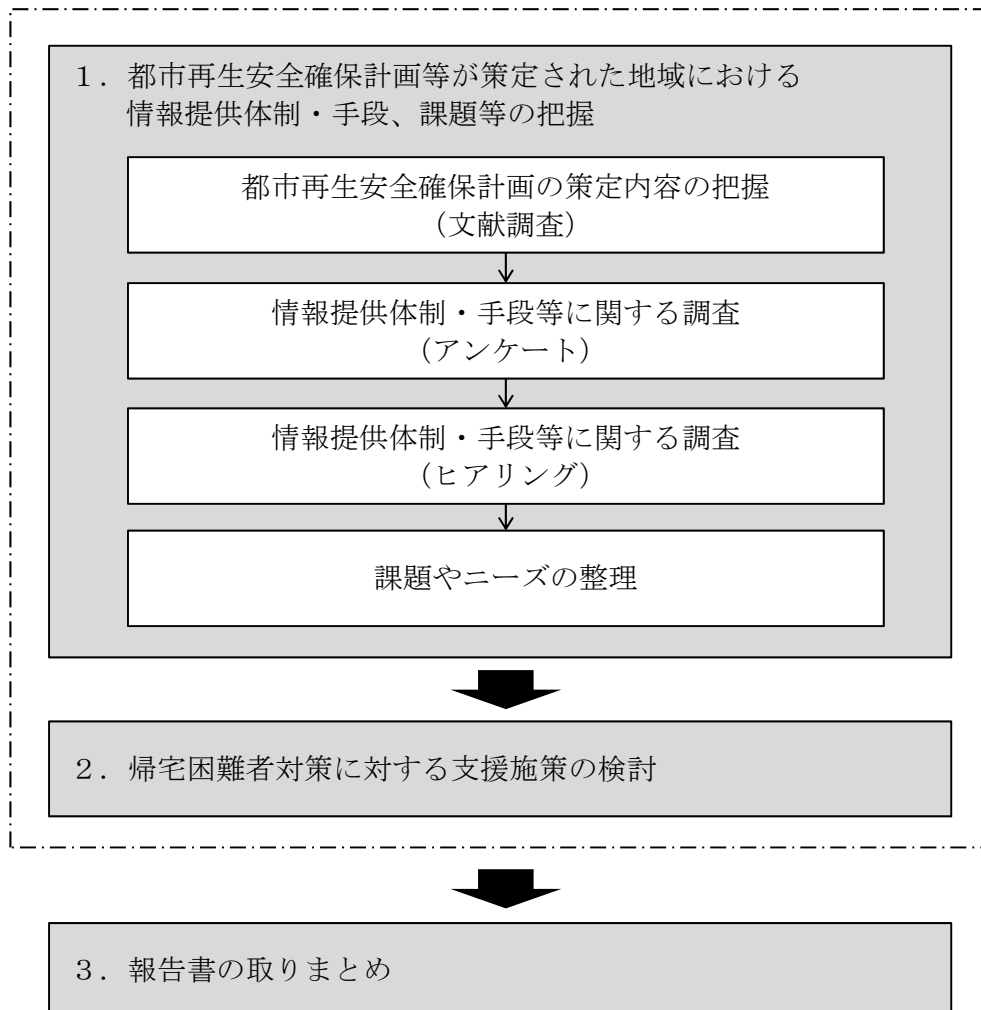 １．都市再生安全確保計画等が策定された地域における
情報提供体制・手段、課題等の把握
都市再生安全確保計画の策定内容の把握
（文献調査）
情報提供体制・手段等に関する調査
（アンケート）
情報提供体制・手段等に関する調査
（ヒアリング）
課題やニーズの整理
２．帰宅困難者対策に対する支援施策の検討
３．報告書の取りまとめ